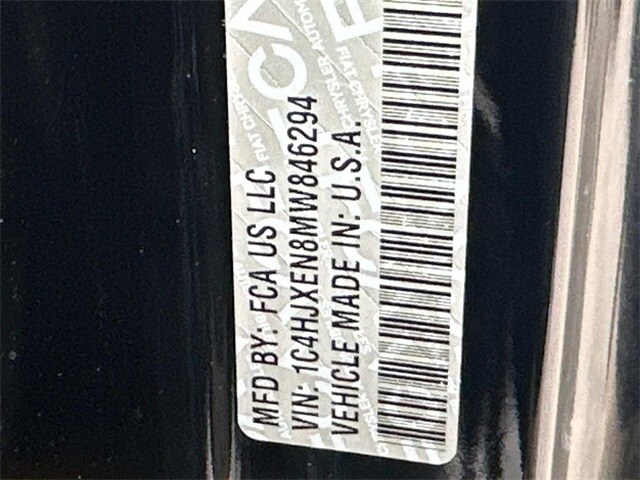 MFD BY: FCA US LLC
VIN: 1C4HJXEN8MW846294
VEHICLE MADE IN: U.S.A.